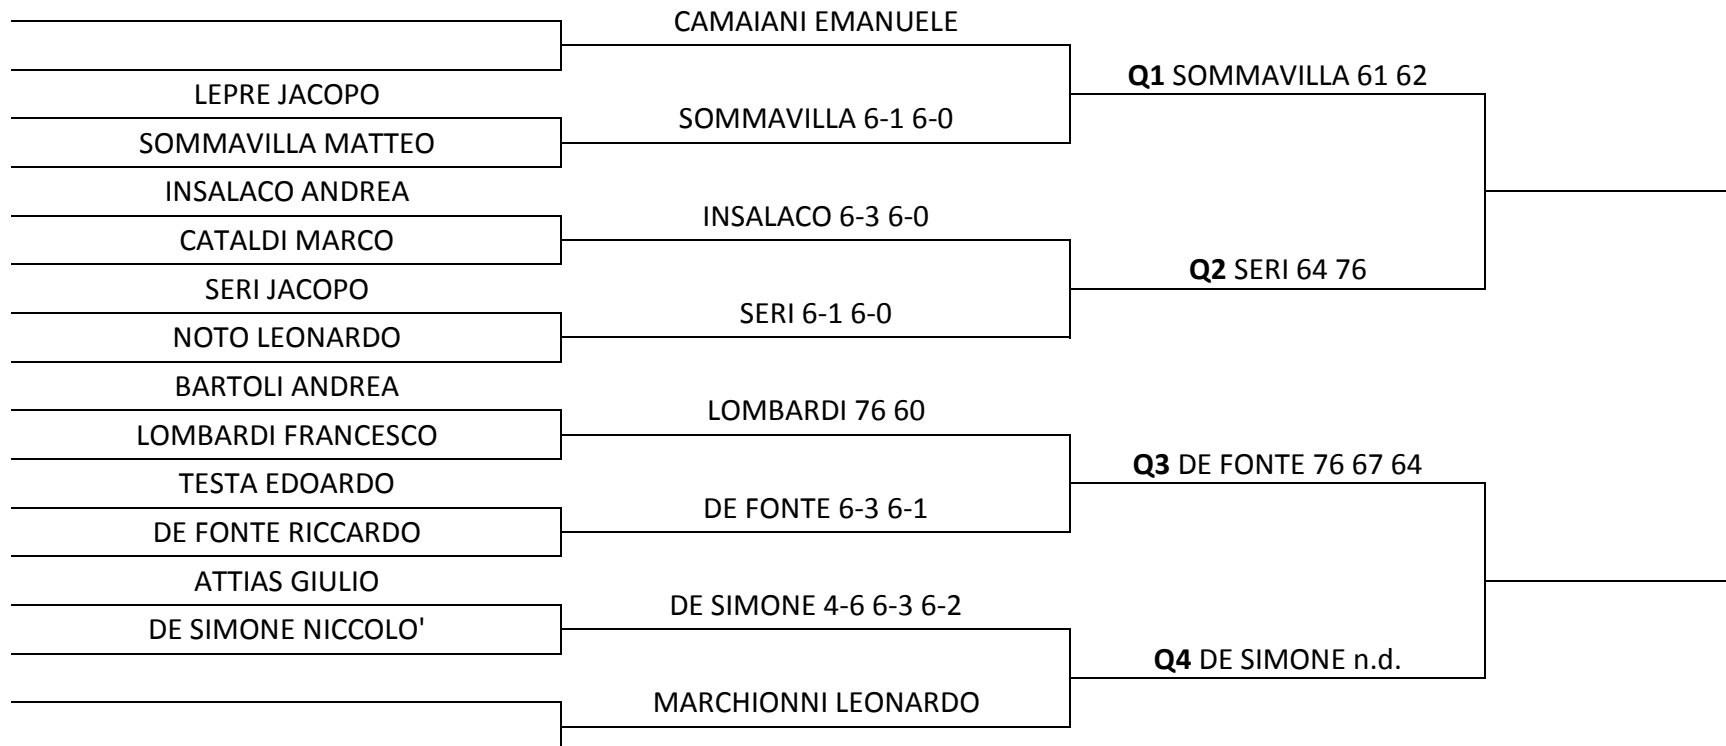 CAMAIANI EMANUELE
Q1 SOMMAVILLA 61 62
LEPRE JACOPO
SOMMAVILLA 6-1 6-0
SOMMAVILLA MATTEO
INSALACO ANDREA
INSALACO 6-3 6-0
CATALDI MARCO
Q2 SERI 64 76
SERI JACOPO
SERI 6-1 6-0
NOTO LEONARDO
BARTOLI ANDREA
LOMBARDI 76 60
LOMBARDI FRANCESCO
Q3 DE FONTE 76 67 64
TESTA EDOARDO
DE FONTE 6-3 6-1
DE FONTE RICCARDO
ATTIAS GIULIO
DE SIMONE 4-6 6-3 6-2
DE SIMONE NICCOLO'
Q4 DE SIMONE n.d.
MARCHIONNI LEONARDO